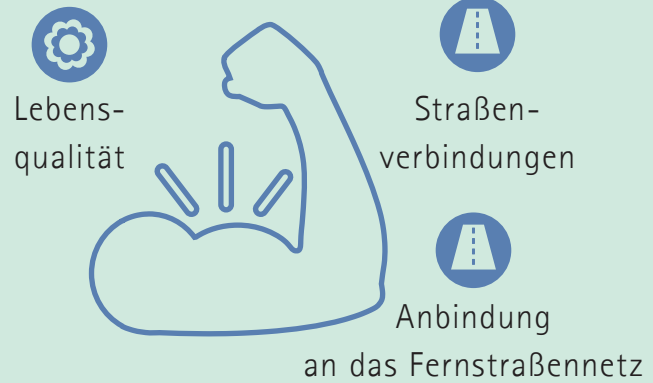 Lebens-
qualität
Straßen-
verbindungen
Anbindung
an das Fernstraßennetz